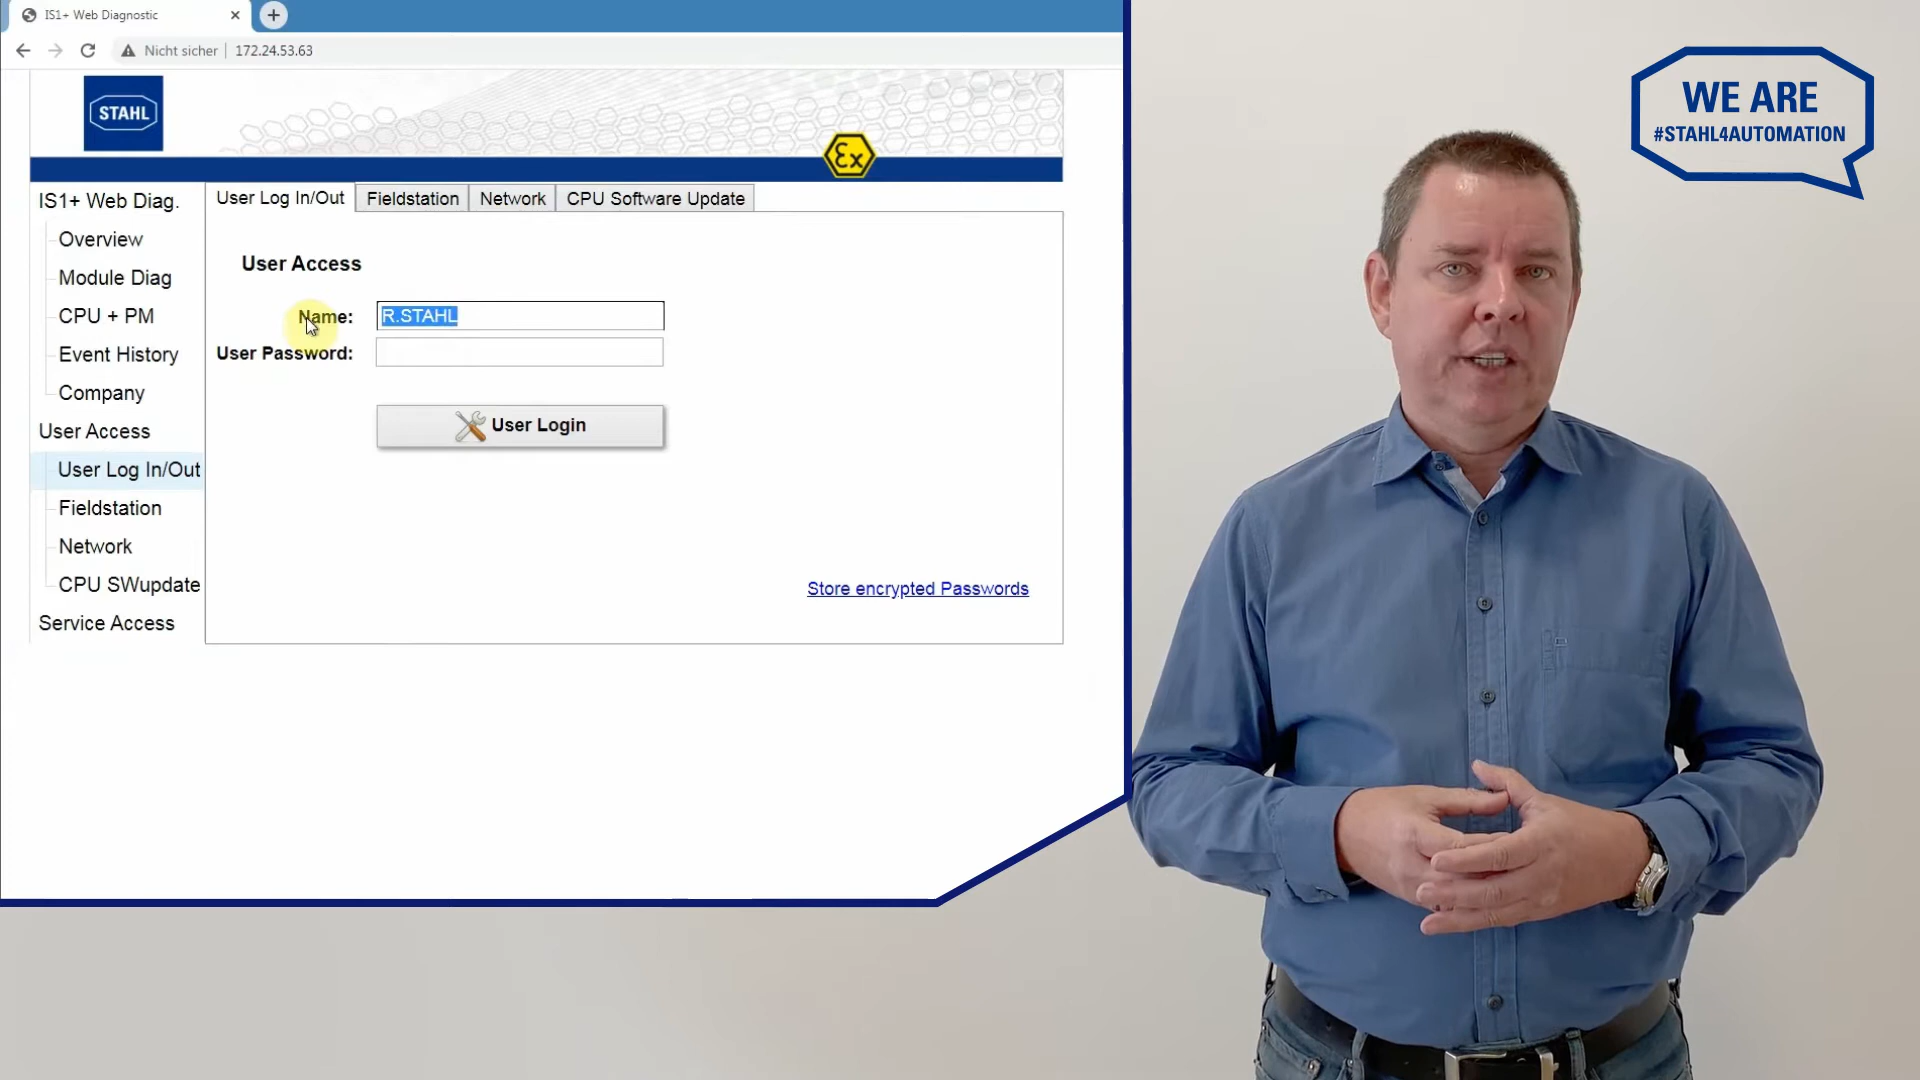 IS1+ Web Diagnostic
Nicht sicher
172.24.53.63
STAHL
Ex
IS1+ Web Diag.
Overview
Module Diag
CPU + PM
Event History
Company
User Access
User Log In/Out
Fieldstation
Network
CPU SWupdate
Service Access
User Log In/Out
Fieldstation
Network
CPU Software Update
User Access
Name:
R.STAHL
User Password:
User Login
Store encrypted Passwords
WE ARE
#STAHL4AUTOMATION